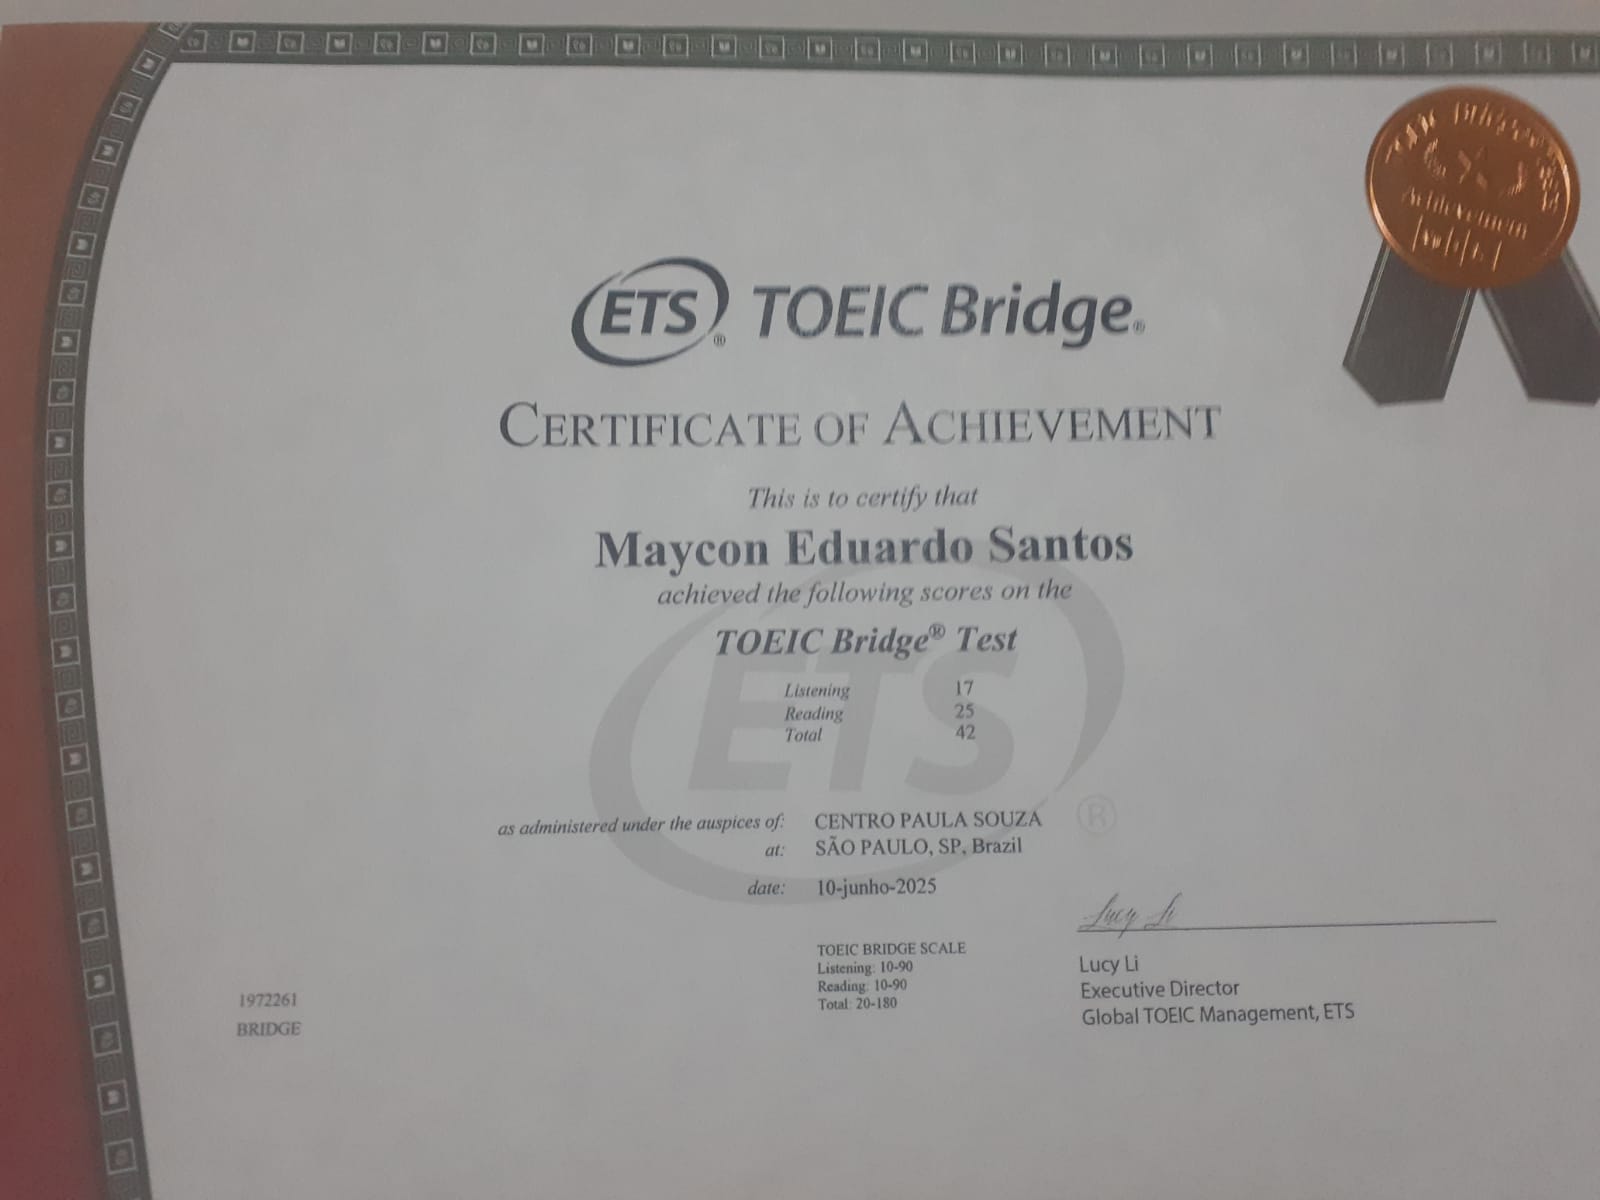 TOEIC Bridge
Achievement
ETS® TOEIC Bridge®
CERTIFICATE OF ACHIEVEMENT
This is to certify that
Maycon Eduardo Santos
achieved the following scores on the
TOEIC Bridge® Test
Listening 17
Reading 25
Total 42
ETS®
as administered under the auspices of: CENTRO PAULA SOUZA
at: SÃO PAULO, SP, Brazil
date: 10-junho-2025
Lucy Li
TOEIC BRIDGE SCALE
Listening: 10-90
Reading: 10-90
Total: 20-180
Lucy Li
Executive Director
Global TOEIC Management, ETS
1972261
BRIDGE